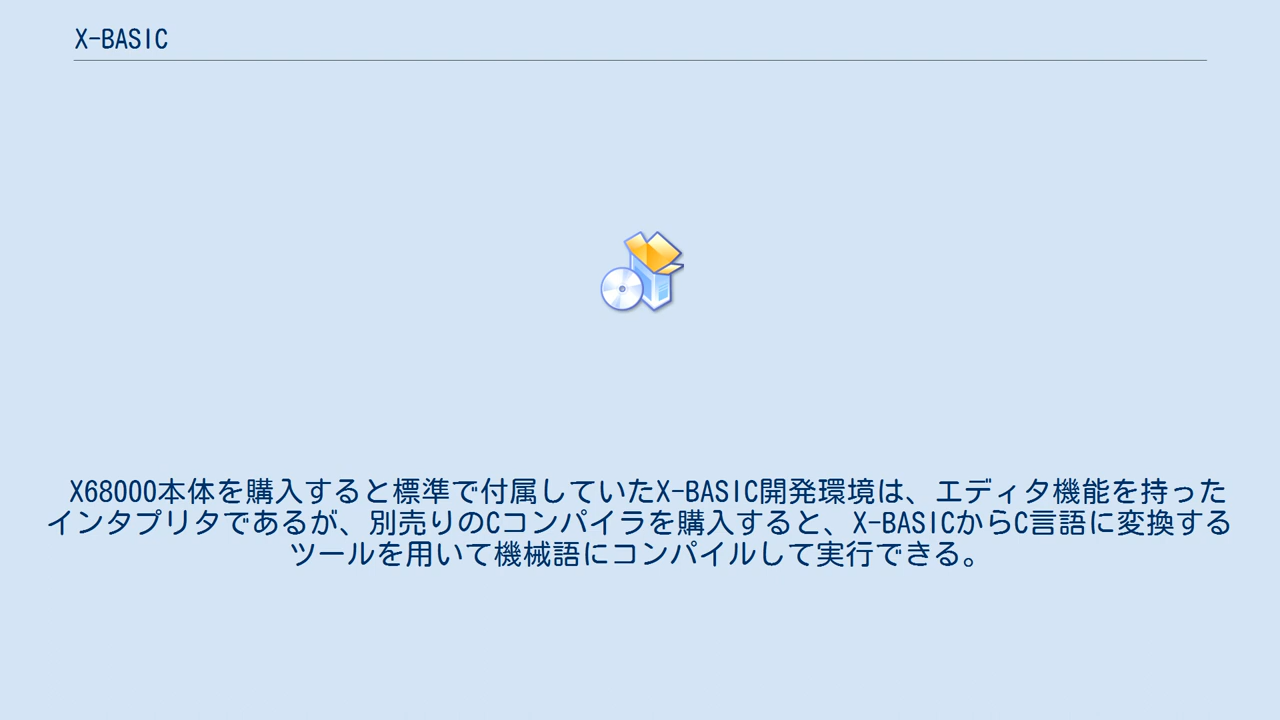 X-BASIC
X68000本体を購入すると標準で付属していたX-BASIC開発環境は、エディタ機能を持った
インタプリタであるが、別売りのCコンパイラを購入すると、X-BASICからC言語に変換する
ツールを用いて機械語にコンパイルして実行できる。